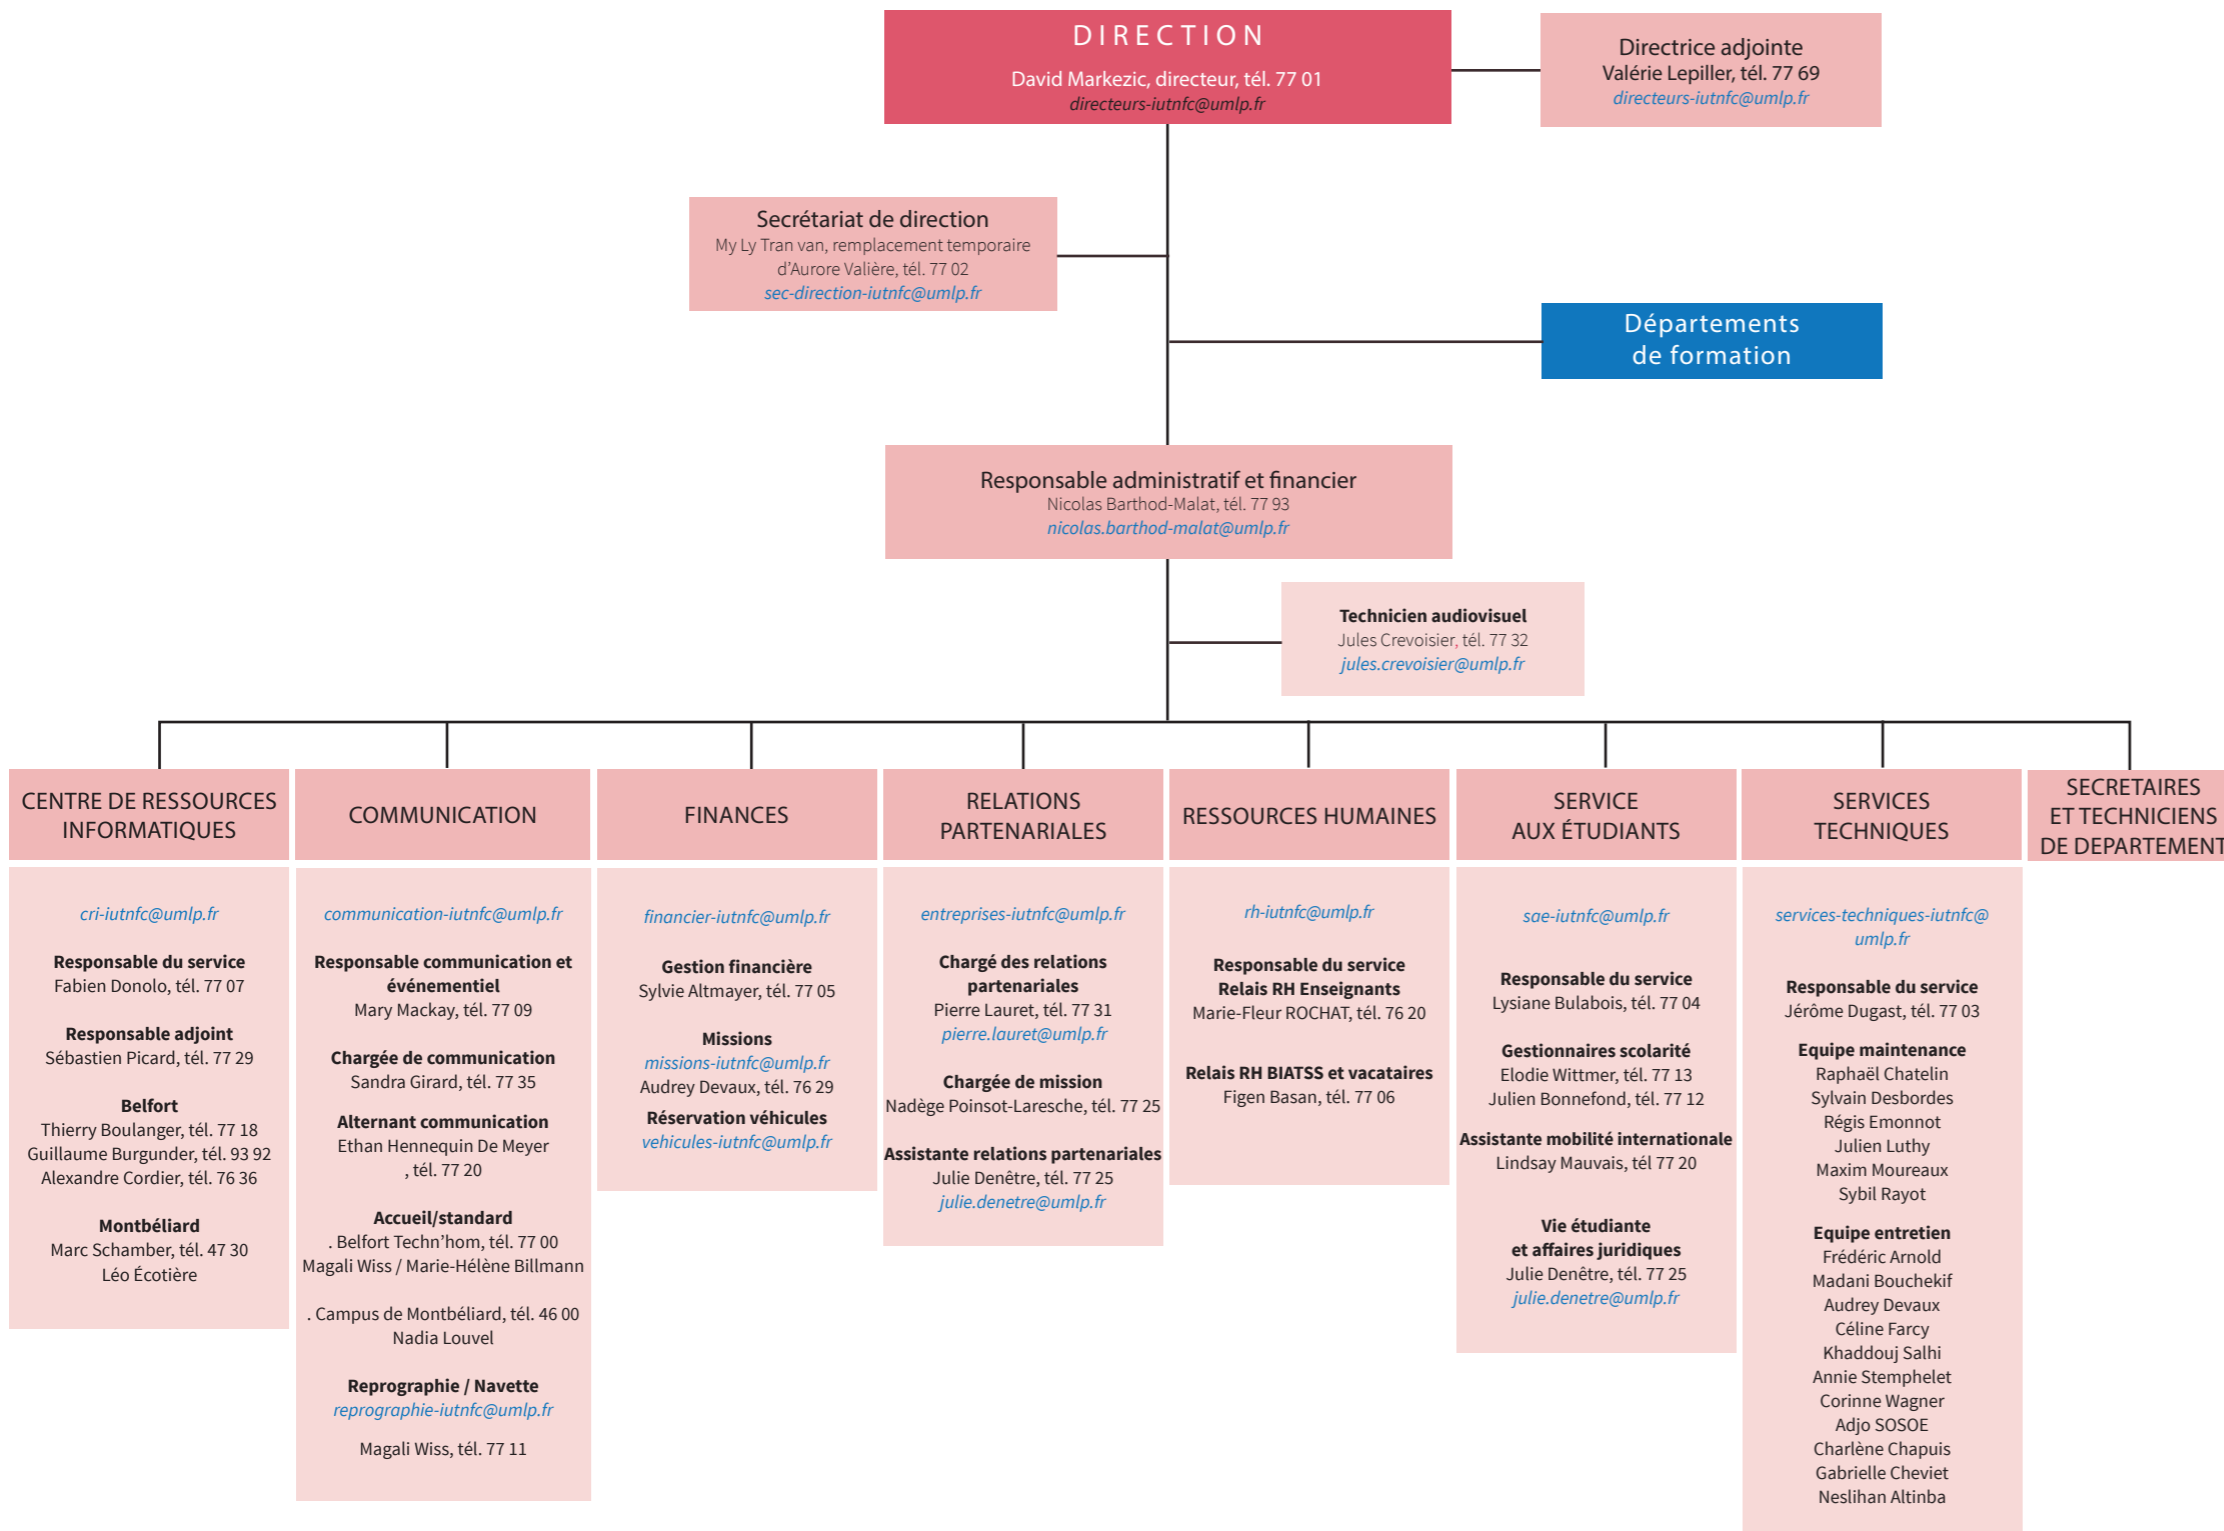 DIRECTION
David Markezic, directeur, tél. 77 01
directeurs-iutnfc@umlp.fr
Directrice adjointe
Valérie Lepiller, tél. 77 69
directeurs-iutnfc@umlp.fr
Secrétariat de direction
My Ly Tran van, remplacement temporaire
d'Aurore Valière, tél. 77 02
sec-direction-iutnfc@umlp.fr
Départements
de formation
Responsable administratif et financier
Nicolas Barthod-Malat, tél. 77 93
nicolas.barthod-malat@umlp.fr
Technicien audiovisuel
Jules Crevoisier, tél. 77 32
jules.crevoisier@umlp.fr
CENTRE DE RESSOURCES
INFORMATIQUES
cri-iutnfc@umlp.fr
Responsable du service
Fabien Donolo, tél. 77 07
Responsable adjoint
Sébastien Picard, tél. 77 29
Belfort
Thierry Boulanger, tél. 77 18
Guillaume Burgunder, tél. 93 92
Alexandre Cordier, tél. 76 36
Montbéliard
Marc Schamber, tél. 47 30
Léo Écotière
COMMUNICATION
communication-iutnfc@umlp.fr
Responsable communication et
événementiel
Mary Mackay, tél. 77 09
Chargée de communication
Sandra Girard, tél. 77 35
Alternant communication
Ethan Hennequin De Meyer
, tél. 77 20
Accueil/standard
. Belfort Techn'hom, tél. 77 00
Magali Wiss / Marie-Hélène Billmann
. Campus de Montbéliard, tél. 46 00
Nadia Louvel
Reprographie / Navette
reprographie-iutnfc@umlp.fr
Magali Wiss, tél. 77 11
FINANCES
financier-iutnfc@umlp.fr
Gestion financière
Sylvie Altmayer, tél. 77 05
Missions
missions-iutnfc@umlp.fr
Audrey Devaux, tél. 76 29
Réservation véhicules
vehicules-iutnfc@umlp.fr
RELATIONS
PARTENARIALES
entreprises-iutnfc@umlp.fr
Chargé des relations
partenariales
Pierre Lauret, tél. 77 31
pierre.lauret@umlp.fr
Chargée de mission
Nadège Poinsot-Laresche, tél. 77 25
Assistante relations partenariales
Julie Denêtre, tél. 77 25
julie.denetre@umlp.fr
RESSOURCES HUMAINES
rh-iutnfc@umlp.fr
Responsable du service
Relais RH Enseignants
Marie-Fleur ROCHAT, tél. 76 20
Relais RH BIATSS et vacataires
Figen Basan, tél. 77 06
SERVICE
AUX ÉTUDIANTS
sae-iutnfc@umlp.fr
Responsable du service
Lysiane Bulabois, tél. 77 04
Gestionnaires scolarité
Elodie Wittmer, tél. 77 13
Julien Bonnefond, tél. 77 12
Assistante mobilité internationale
Lindsay Mauvais, tél 77 20
Vie étudiante
et affaires juridiques
Julie Denêtre, tél. 77 25
julie.denetre@umlp.fr
SERVICES
TECHNIQUES
services-techniques-iutnfc@
umlp.fr
Responsable du service
Jérôme Dugast, tél. 77 03
Equipe maintenance
Raphaël Chatelin
Sylvain Desbordes
Régis Emonnot
Julien Luthy
Maxim Moureaux
Sybil Rayot
Equipe entretien
Frédéric Arnold
Madani Bouchekif
Audrey Devaux
Céline Farcy
Khaddouj Salhi
Annie Stemphelet
Corinne Wagner
Adjo SOSOE
Charlène Chapuis
Gabrielle Cheviet
Neslihan Altinba
SECRETAIRES
ET TECHNICIENS
DE DEPARTEMENT